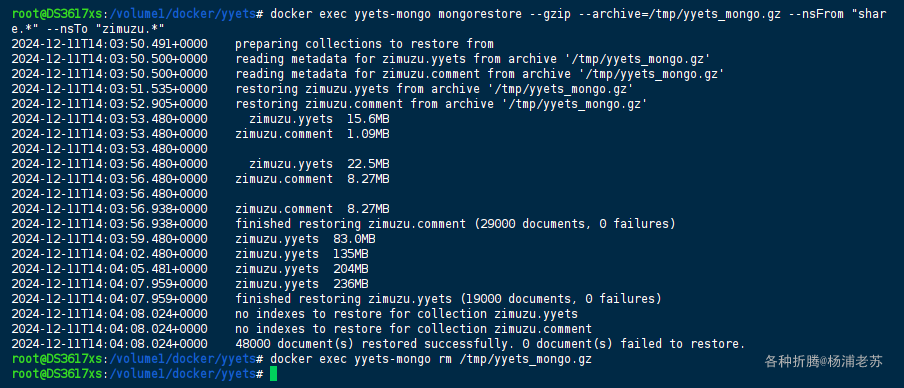 root@DS3617xs:/volume1/docker/yyets# docker exec yyets-mongo mongorestore --gzip --archive=/tmp/yyets_mongo.gz --nsFrom "shar
e.*" --nsTo "zimuzu.*"
2024-12-11T14:03:50.491+0000 preparing collections to restore from
2024-12-11T14:03:50.500+0000 reading metadata for zimuzu.yyets from archive '/tmp/yyets_mongo.gz'
2024-12-11T14:03:50.500+0000 reading metadata for zimuzu.comment from archive '/tmp/yyets_mongo.gz'
2024-12-11T14:03:51.535+0000 restoring zimuzu.yyets from archive '/tmp/yyets_mongo.gz'
2024-12-11T14:03:52.905+0000 restoring zimuzu.comment from archive '/tmp/yyets_mongo.gz'
2024-12-11T14:03:53.480+0000 zimuzu.yyets 15.6MB
2024-12-11T14:03:53.480+0000 zimuzu.comment 1.09MB
2024-12-11T14:03:53.480+0000
2024-12-11T14:03:56.480+0000 zimuzu.yyets 22.5MB
2024-12-11T14:03:56.480+0000 zimuzu.comment 8.27MB
2024-12-11T14:03:56.480+0000
2024-12-11T14:03:56.938+0000 zimuzu.comment 8.27MB
2024-12-11T14:03:56.938+0000 finished restoring zimuzu.comment (29000 documents, 0 failures)
2024-12-11T14:03:59.480+0000 zimuzu.yyets 83.0MB
2024-12-11T14:04:02.480+0000 zimuzu.yyets 135MB
2024-12-11T14:04:05.481+0000 zimuzu.yyets 204MB
2024-12-11T14:04:07.959+0000 zimuzu.yyets 236MB
2024-12-11T14:04:07.959+0000 finished restoring zimuzu.yyets (19000 documents, 0 failures)
2024-12-11T14:04:08.024+0000 no indexes to restore for collection zimuzu.yyets
2024-12-11T14:04:08.024+0000 no indexes to restore for collection zimuzu.comment
2024-12-11T14:04:08.024+0000 48000 document(s) restored successfully. 0 document(s) failed to restore.
root@DS3617xs:/volume1/docker/yyets# docker exec yyets-mongo rm /tmp/yyets_mongo.gz
root@DS3617xs:/volume1/docker/yyets#
各种折腾@杨浦老苏